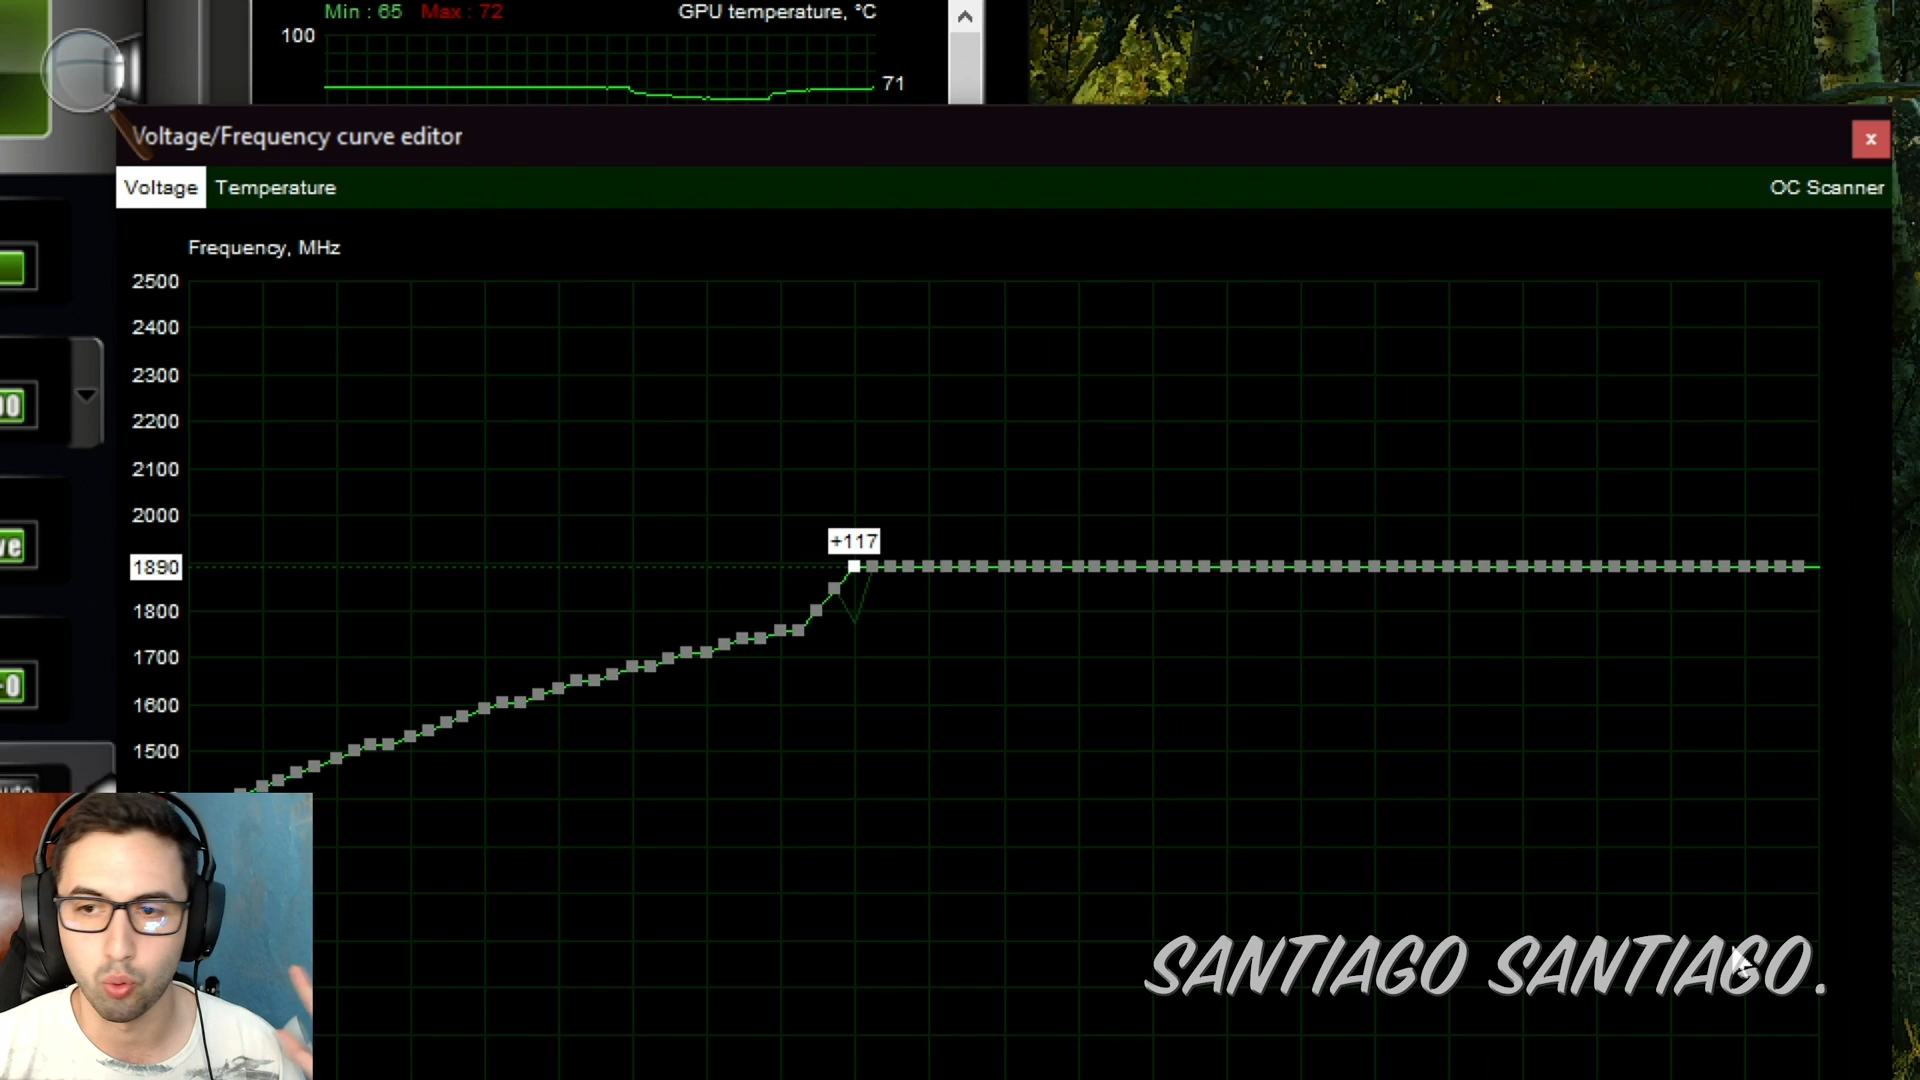 Min : 65 Max : 72 GPU temperature, °C
100
71
Voltage/Frequency curve editor
x
Voltage Temperature OC Scanner
Frequency, MHz
2500
2400
2300
2200
2100
2000
+117
1890
1800
1700
1600
1500
SANTIAGO SANTIAGO.